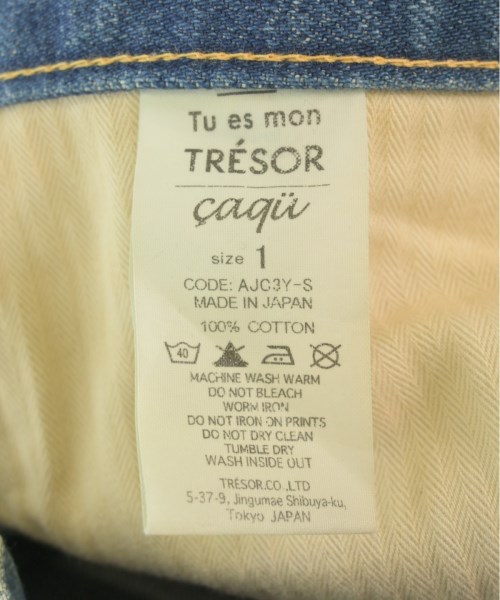 Tu es mon
TRÉSOR
çaqü
size 1
CODE: AJC3Y-S
MADE IN JAPAN
100% COTTON
40
MACHINE WASH WARM
DO NOT BLEACH
WORM IRON
DO NOT IRON ON PRINTS
DO NOT DRY CLEAN
TUMBLE DRY
WASH INSIDE OUT
TRÉSOR.CO.,LTD
5-37-9, Jingumae Shibuya-ku,
Tokyo JAPAN